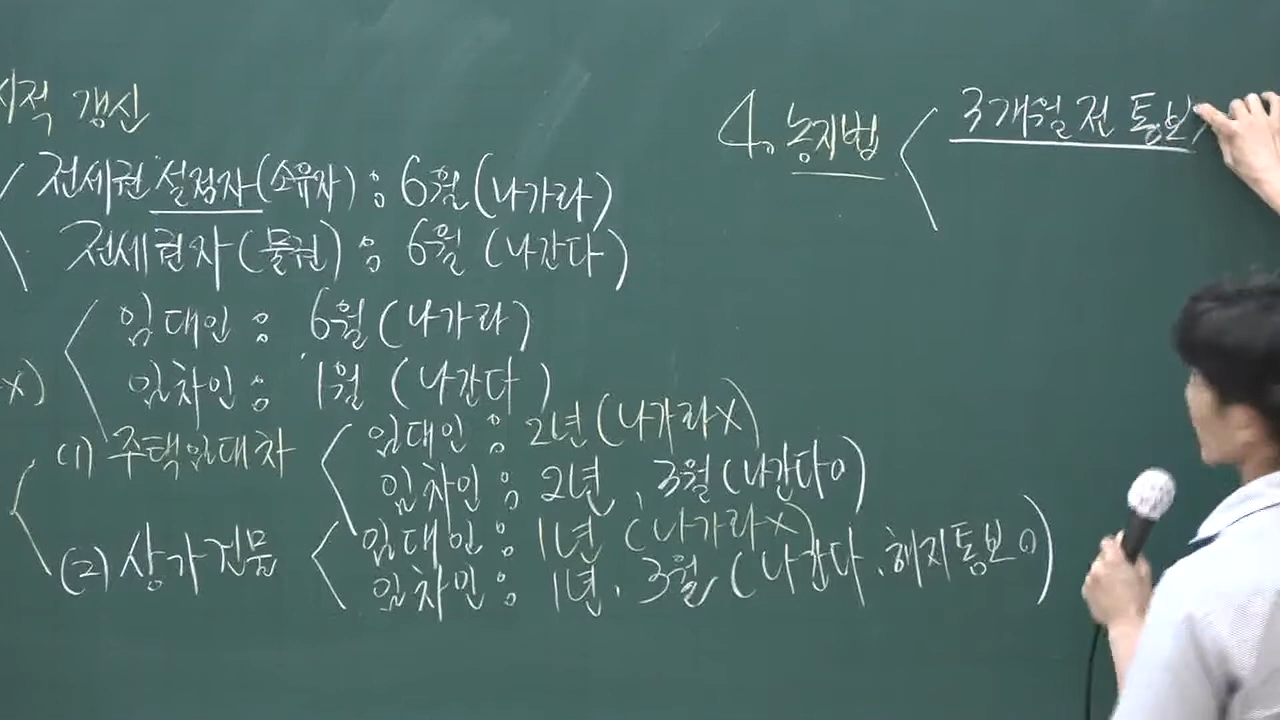 시적 갱신
전세권 설정자(소유자) : 6월(나가라)
전세권자(물권) : 6월 (나간다)
임대인 : 6월(나가라)
x)
임차인 : 1월 (나간다)
(1) 주택임대차
임대인 : 2년(나가라x)
임차인 : 2년, 3월(나간다o)
(2) 상가건물
임대인 : 1년 (나가라x)
임차인 : 1년, 3월(나간다, 해지통보o)
4. 농지법
3개월 전 통보